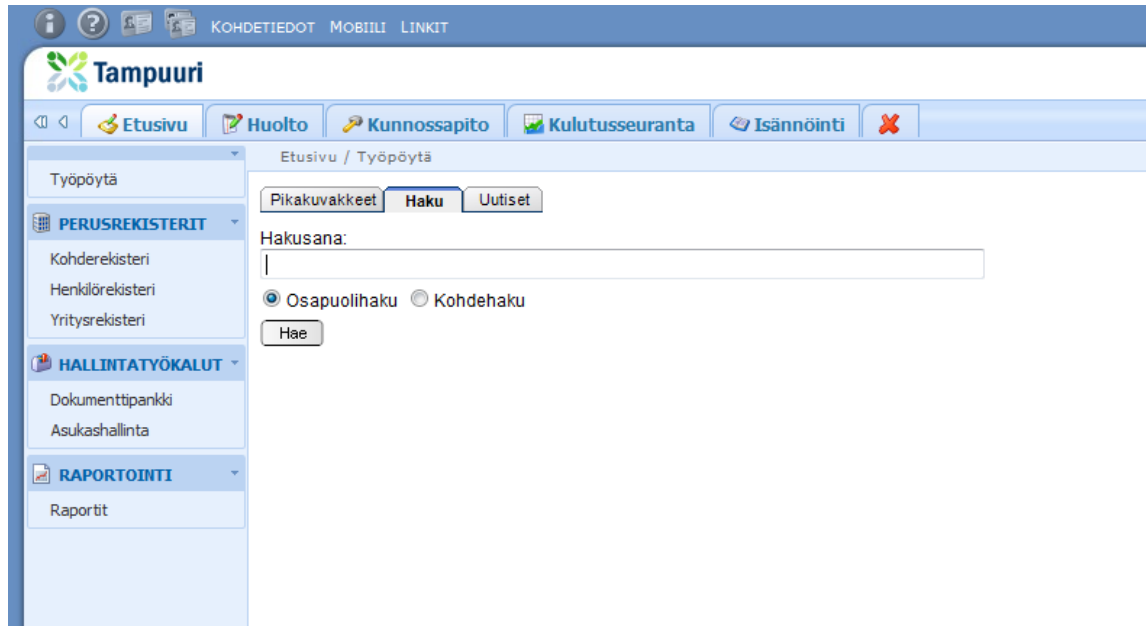 KOHDETIEDOT MOBIILI LINKIT
Tampuuri
Etusivu Huolto Kunnossapito Kulutusseuranta Isännöinti
Etusivu / Työpöytä
Työpöytä
Pikakuvakkeet Haku Uutiset
PERUSREKISTERIT
Hakusana:
Kohderekisteri
Henkilörekisteri
Osapuolihaku Kohdehaku
Yritysrekisteri
Hae
HALLINTATYÖKALUT
Dokumenttipankki
Asukashallinta
RAPORTOINTI
Raportit